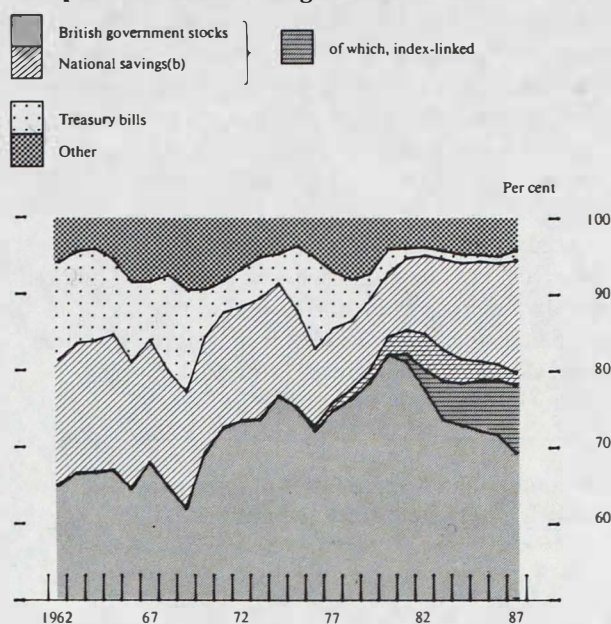 British government stocks
National savings(b)
of which, index-linked
Treasury bills
Other
Per cent
100
90
80
70
60
1962 67 72 77 82 87